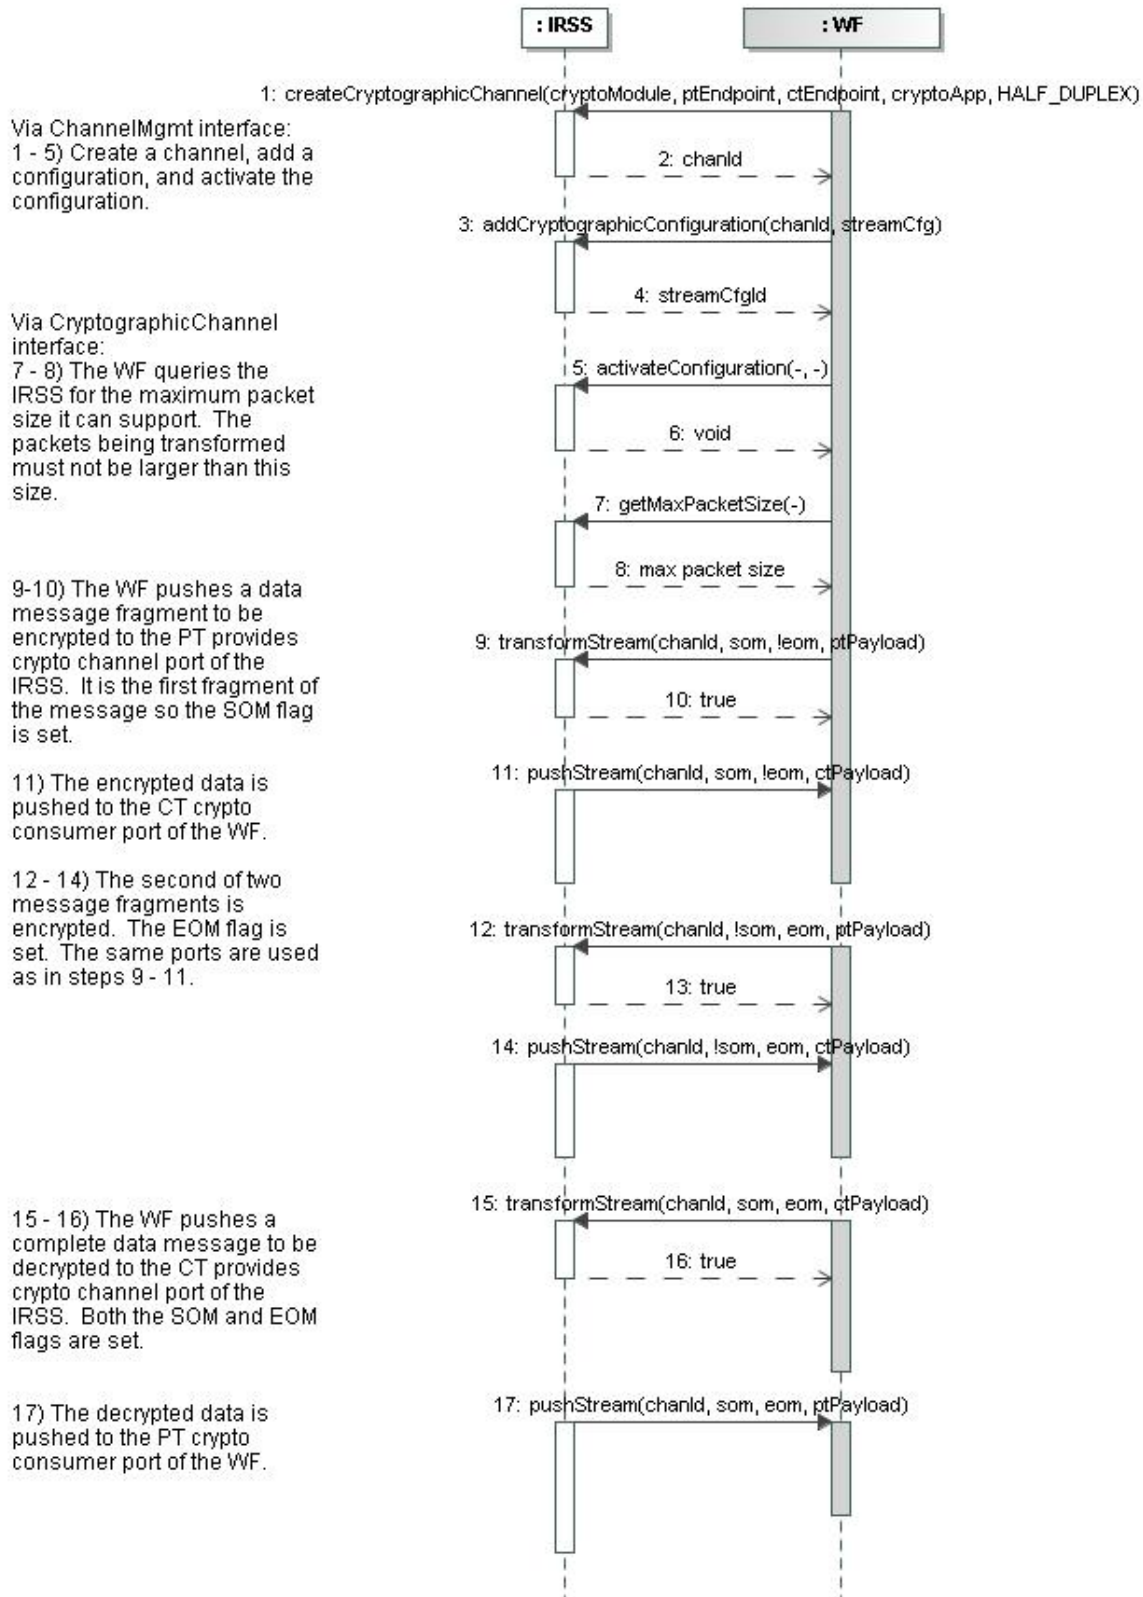 : IRSS
: WF
1: createCryptographicChannel(cryptoModule, ptEndpoint, ctEndpoint, cryptoApp, HALF_DUPLEX)
Via ChannelMgmt interface:
1 - 5) Create a channel, add a
configuration, and activate the
configuration.
2: chanId
3: addCryptographicConfiguration(chanId, streamCfg)
4: streamCfgId
Via CryptographicChannel
interface:
7 - 8) The WF queries the
IRSS for the maximum packet
size it can support. The
packets being transformed
must not be larger than this
size.
5: activateConfiguration(-, -)
6: void
7: getMaxPacketSize(-)
8: max packet size
9-10) The WF pushes a data
message fragment to be
encrypted to the PT provides
crypto channel port of the
IRSS. It is the first fragment of
the message so the SOM flag
is set.
9: transformStream(chanId, som, !eom, ptPayload)
10: true
11) The encrypted data is
pushed to the CT crypto
consumer port of the WF.
11: pushStream(chanId, som, !eom, ctPayload)
12 - 14) The second of two
message fragments is
encrypted. The EOM flag is
set. The same ports are used
as in steps 9 - 11.
12: transformStream(chanId, !som, eom, ptPayload)
13: true
14: pushStream(chanId, !som, eom, ctPayload)
15 - 16) The WF pushes a
complete data message to be
decrypted to the CT provides
crypto channel port of the
IRSS. Both the SOM and EOM
flags are set.
15: transformStream(chanId, som, eom, ctPayload)
16: true
17) The decrypted data is
pushed to the PT crypto
consumer port of the WF.
17: pushStream(chanId, som, eom, ptPayload)